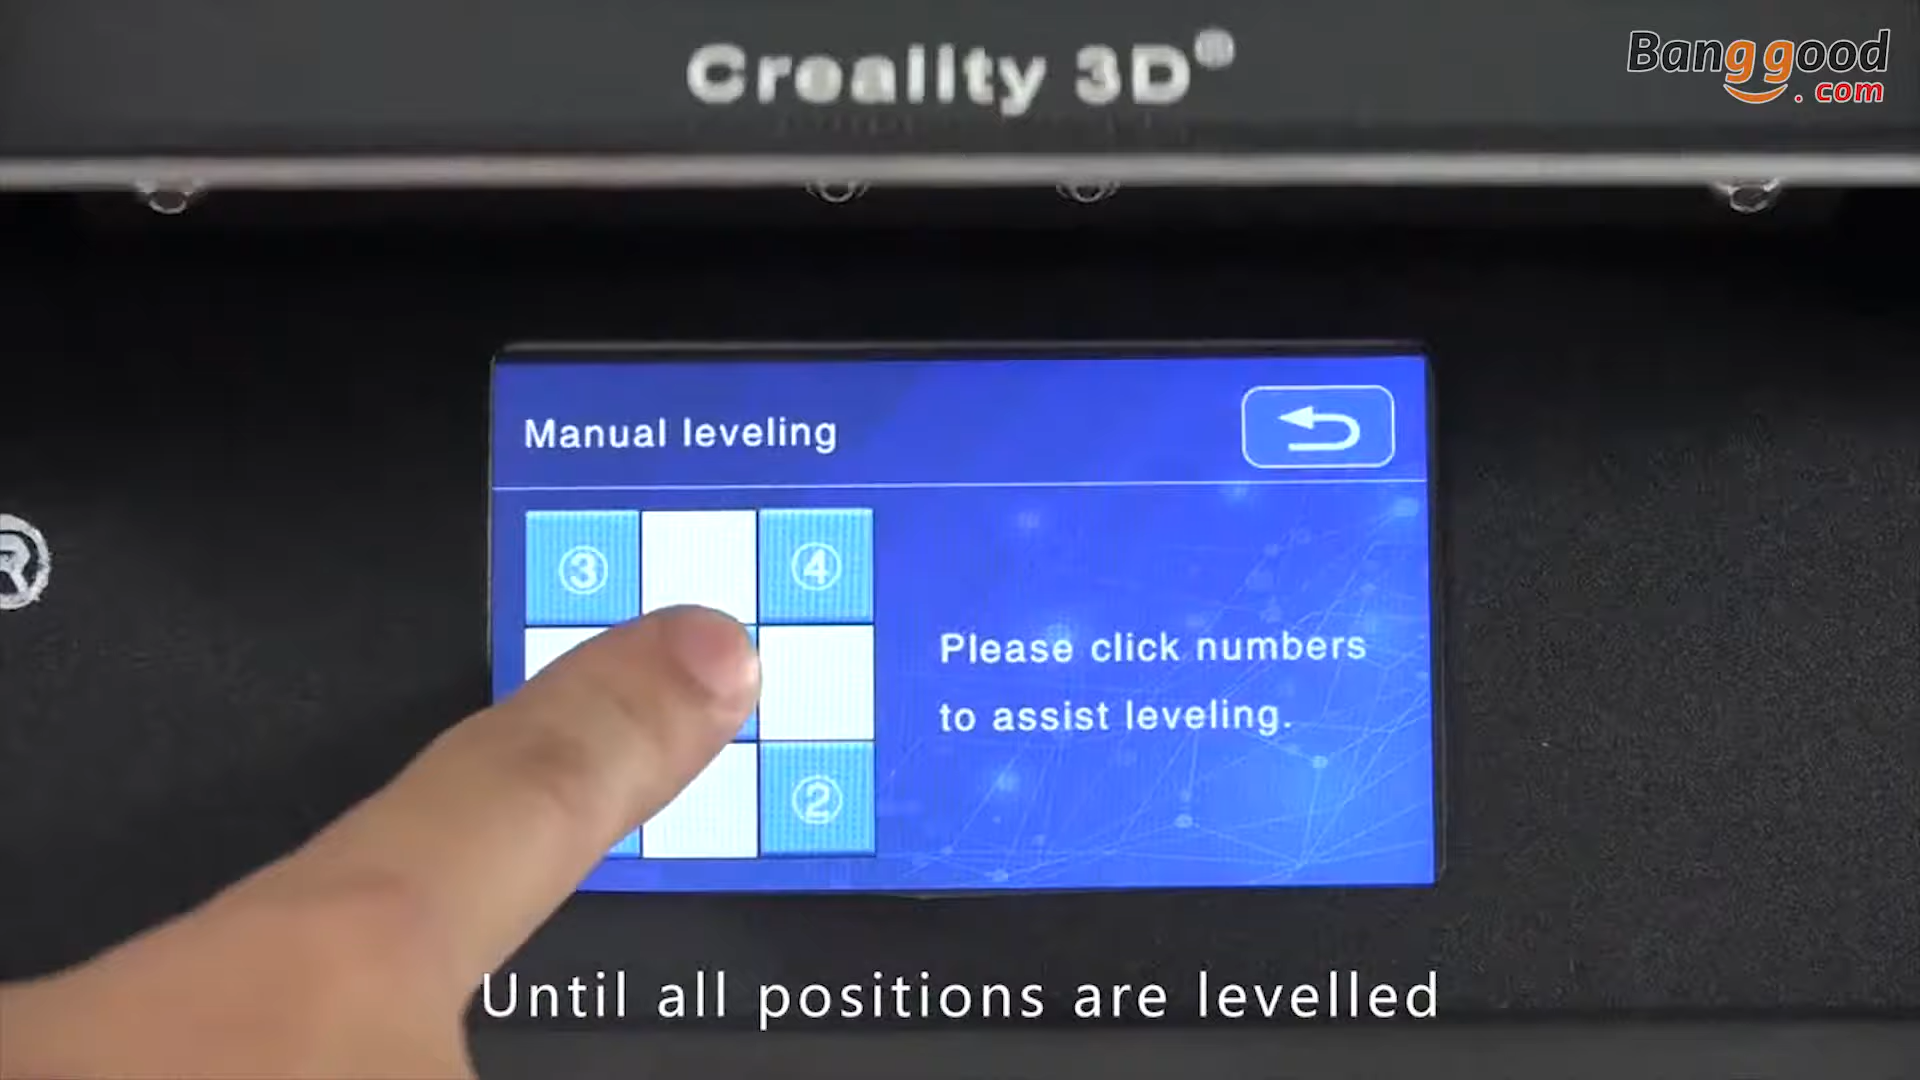 Creality 3D®
Banggood
.com
Manual leveling
③ ④
Please click numbers
to assist leveling.
②
®
Until all positions are levelled